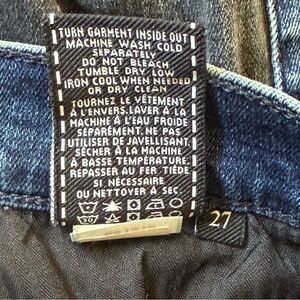 TURN GARMENT INSIDE OUT
MACHINE WASH COLD
SEPARATELY
DO NOT BLEACH
TUMBLE DRY LOW
IRON COOL WHEN NEEDED
OR DRY CLEAN
TOURNEZ LE VÊTEMENT
À L'ENVERS.LAVER À LA
MACHINE À L'EAU FROIDE
SÉPARÉMENT.NE PAS
UTILISER DE JAVELLISANT.
SÉCHER À LA MACHINE
À BASSE TEMPÉRATURE.
REPASSER AU FER TIÈDE
SI NÉCESSAIRE
OU NETTOYER À SEC.
27